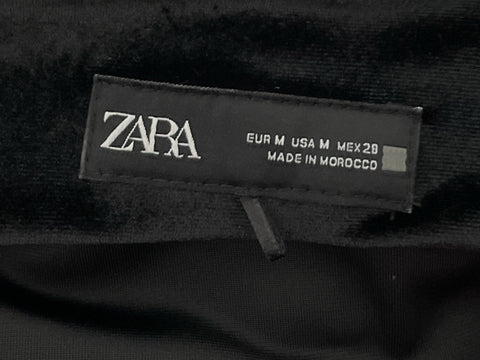 ZARA
EUR M USA M MEX 28
MADE IN MOROCCO